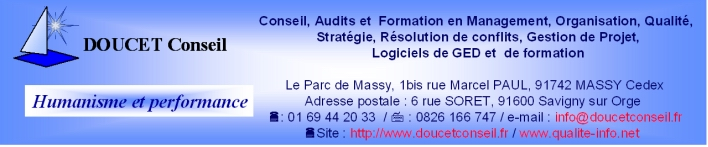 DOUCET Conseil
Humanisme et performance
Conseil, Audits et Formation en Management, Organisation, Qualité,
Stratégie, Résolution de conflits, Gestion de Projet,
Logiciels de GED et de formation
Le Parc de Massy, 1bis rue Marcel PAUL, 91742 MASSY Cedex
Adresse postale : 6 rue SORET, 91600 Savigny sur Orge
☎: 01 69 44 20 33 / 📠 : 0826 166 747 / e-mail : info@doucetconseil.fr
☎Site : http://www.doucetconseil.fr / www.qualite-info.net